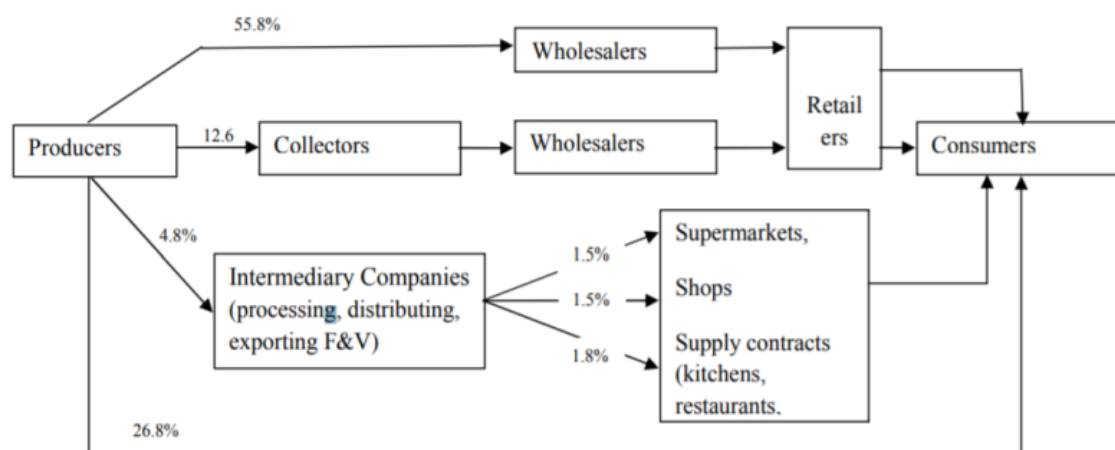 55.8%
Wholesalers
Retail
ers
Producers
12.6
Collectors
Wholesalers
Consumers
4.8%
Intermediary Companies
(processing, distributing,
exporting F&V)
1.5%
1.5%
1.8%
Supermarkets,
Shops
Supply contracts
(kitchens,
restaurants.
26.8%